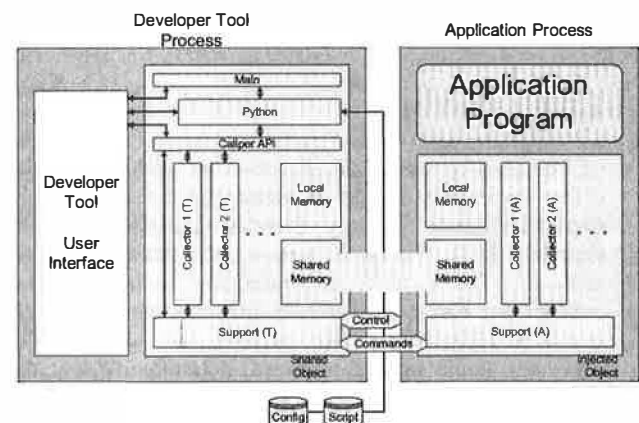 Developer Tool
Process
Application Process
Main
Python
Caliper API
Developer
Tool
User
Interface
Collector 1 (T)
Collector 2 (T)
. . .
Local
Memory
Shared
Memory
Support (T)
Control
Commands
Shared
Object
Application
Program
Local
Memory
Shared
Memory
Collector 1 (A)
Collector 2 (A)
. . .
Support (A)
Injected
Object
Config
Script